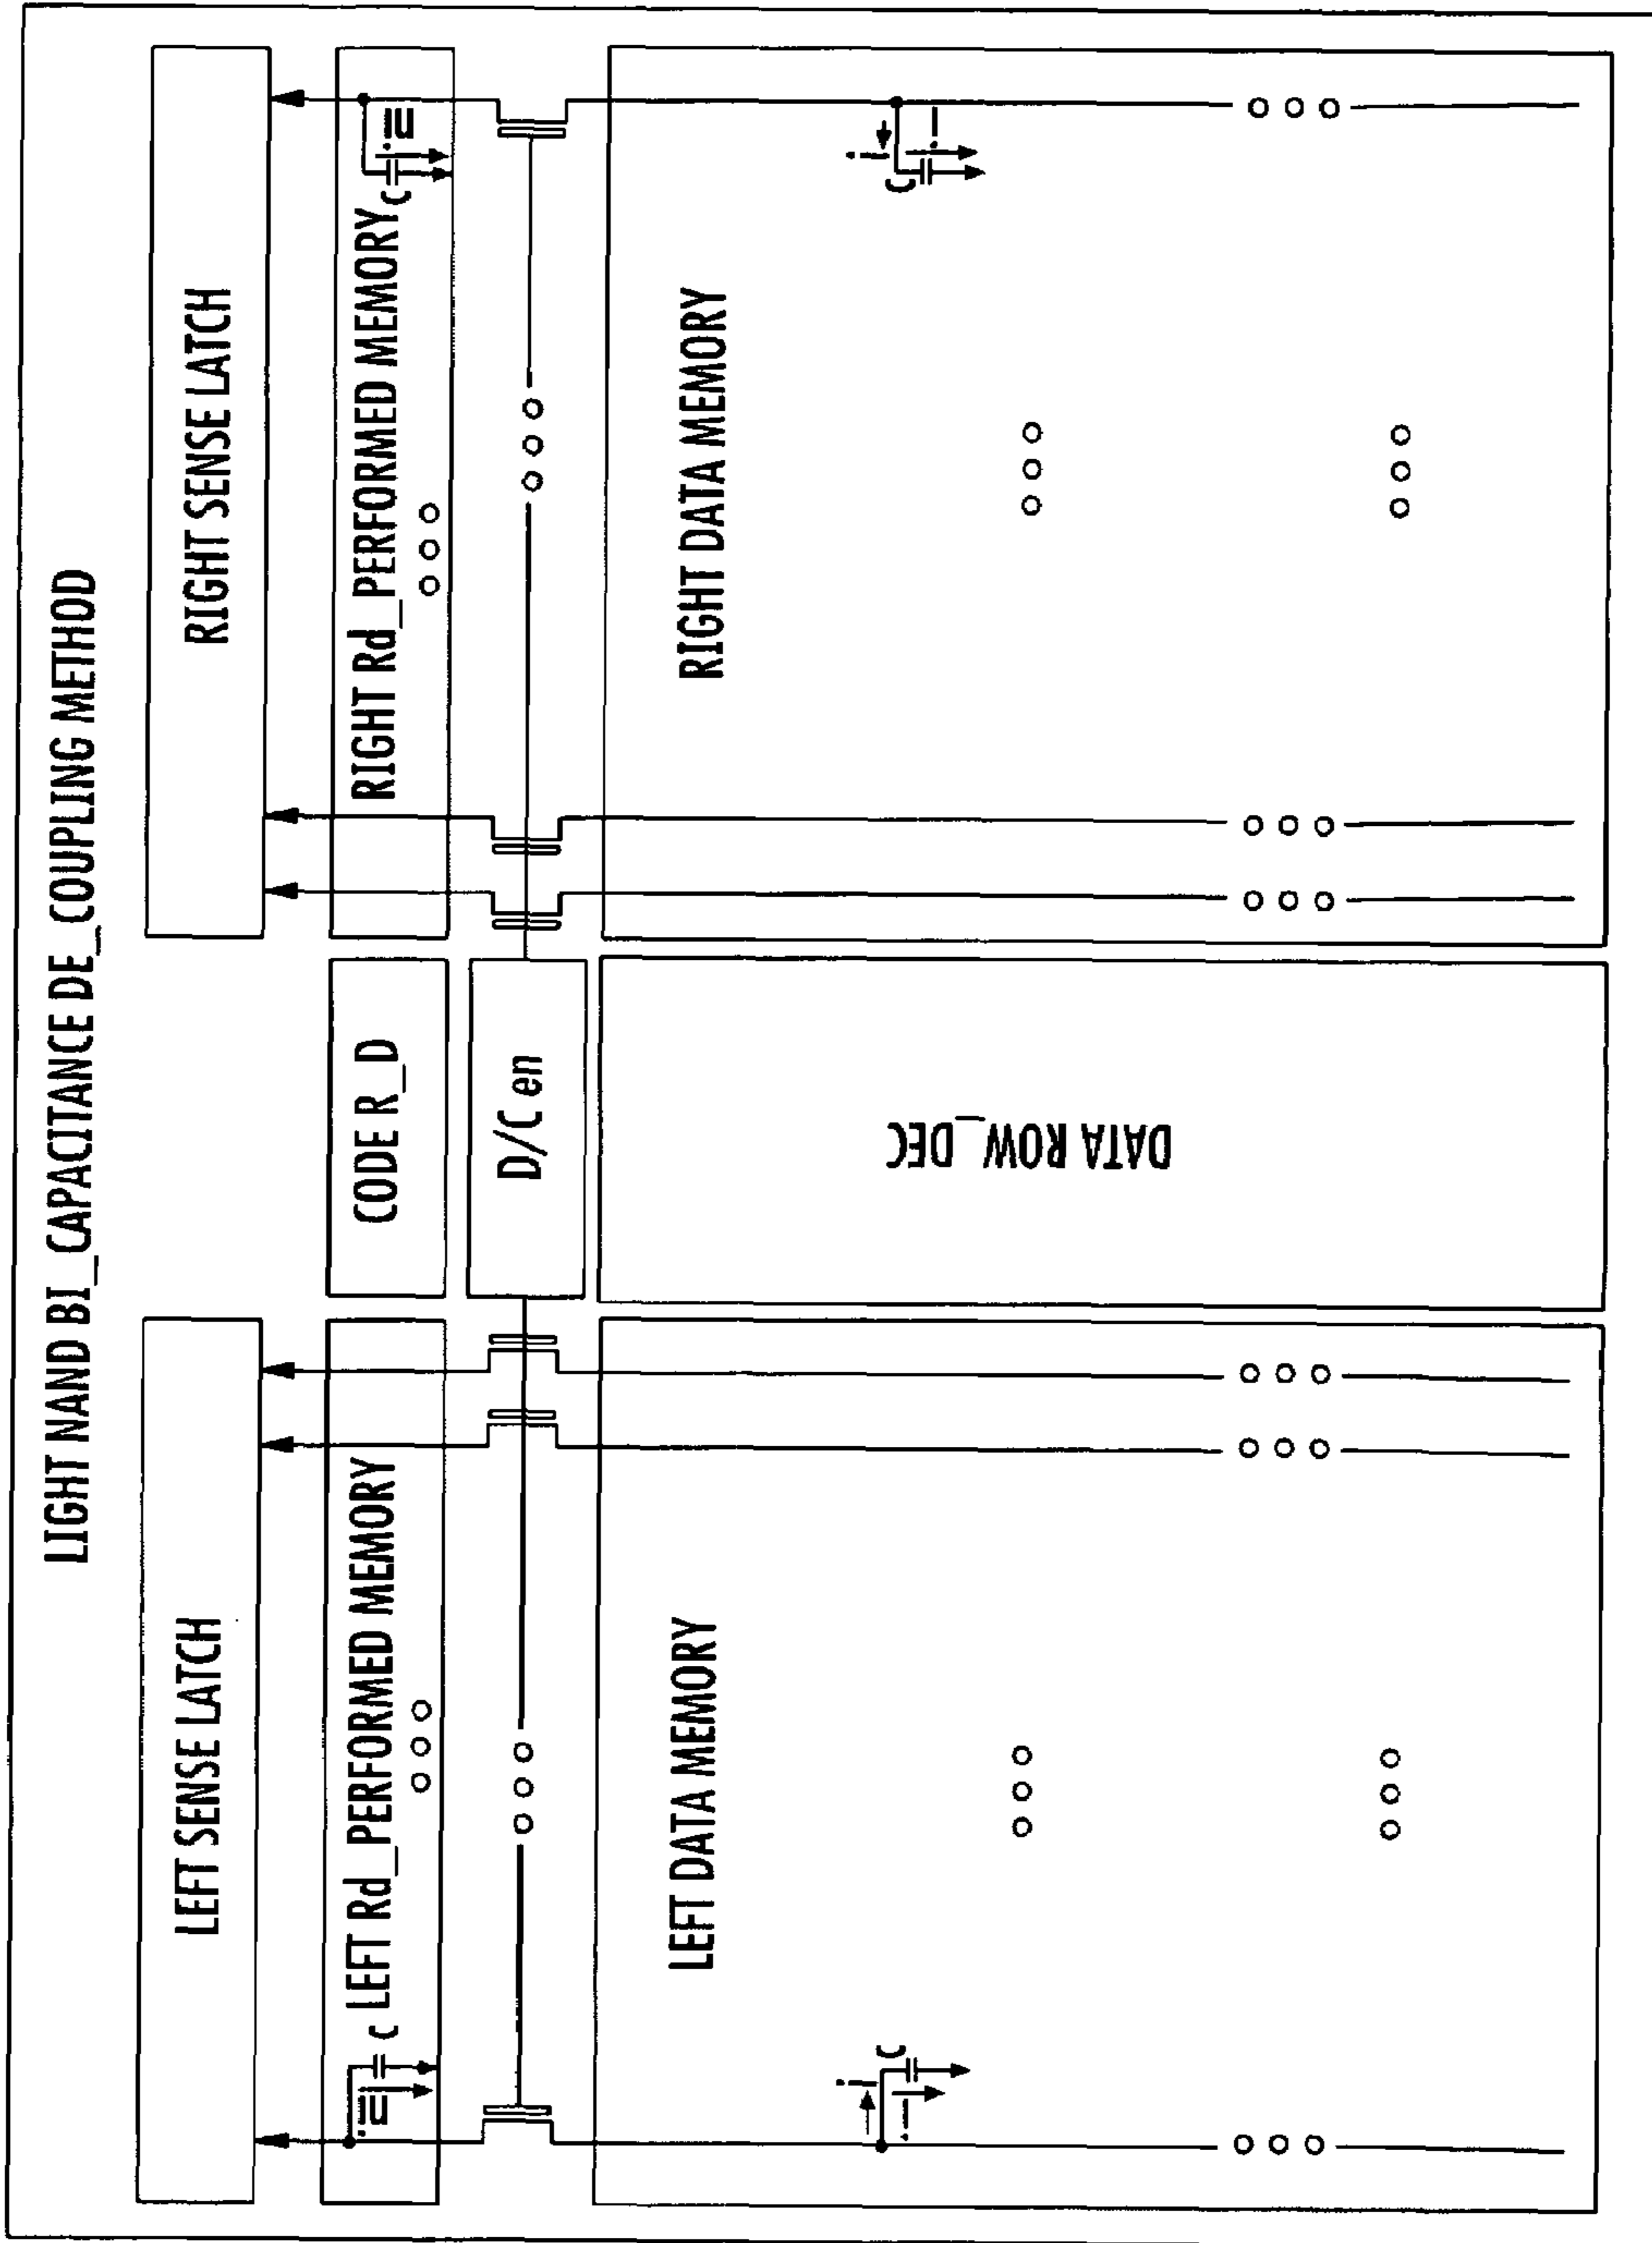 LIGHT NAND BI_CAPACITANCE DE_COUPLING METHOD
LEFT SENSE LATCH
RIGHT SENSE LATCH
C LEFT Rd_PERFORMED MEMORY
CODE R_D
RIGHT Rd_PERFORMED MEMORY C
D/C en
LEFT DATA MEMORY
DATA ROW_DEC
RIGHT DATA MEMORY
i
C
i
C